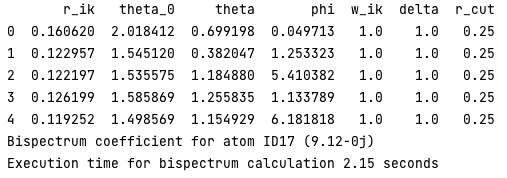 r_ik theta_0 theta phi w_ik delta r_cut
0 0.160620 2.018412 0.699198 0.049713 1.0 1.0 0.25
1 0.122957 1.545120 0.382047 1.253323 1.0 1.0 0.25
2 0.122197 1.535575 1.184880 5.410382 1.0 1.0 0.25
3 0.126199 1.585869 1.255835 1.133789 1.0 1.0 0.25
4 0.119252 1.498569 1.154929 6.181818 1.0 1.0 0.25
Bispectrum coefficient for atom ID17 (9.12-0j)
Execution time for bispectrum calculation 2.15 seconds